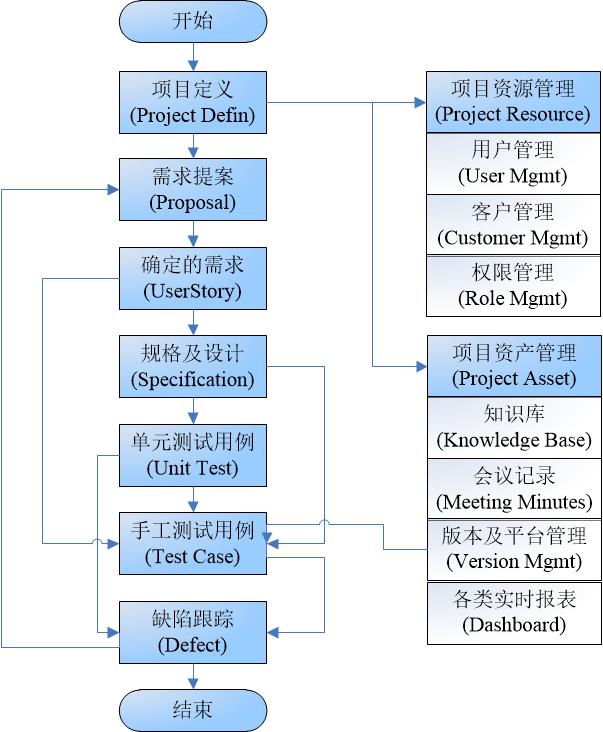 开始
项目定义
(Project Defin)
需求提案
(Proposal)
确定的需求
(UserStory)
规格及设计
(Specification)
单元测试用例
(Unit Test)
手工测试用例
(Test Case)
缺陷跟踪
(Defect)
结束
项目资源管理
(Project Resource)
用户管理
(User Mgmt)
客户管理
(Customer Mgmt)
权限管理
(Role Mgmt)
项目资产管理
(Project Asset)
知识库
(Knowledge Base)
会议记录
(Meeting Minutes)
版本及平台管理
(Version Mgmt)
各类实时报表
(Dashboard)